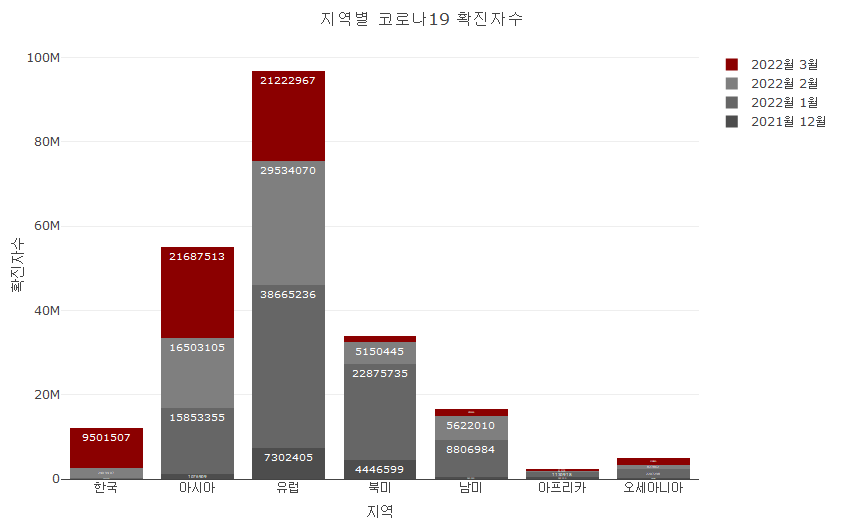 지역별 코로나19 확진자수
100M
80M
60M
40M
20M
0
확진자수
2022월 3월
2022월 2월
2022월 1월
2021월 12월
9501507
21687513
16503105
15853355
21222967
29534070
38665236
7302405
5150445
22875735
4446599
5622010
8806984
한국
아시아
유럽
북미
남미
아프리카
오세아니아
지역